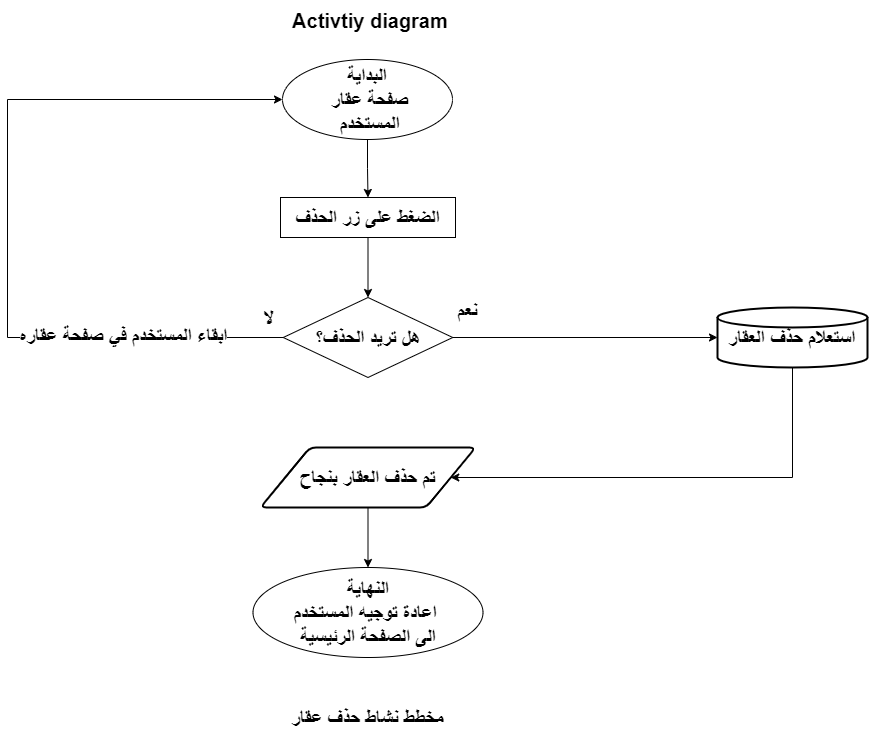 Activtiy diagram
البداية
صفحة عقار
المستخدم
الضغط على زر الحذف
هل تريد الحذف؟
نعم
لا
ابقاء المستخدم في صفحة عقاره
استعلام حذف العقار
تم حذف العقار بنجاح
النهاية
اعادة توجيه المستخدم
الى الصفحة الرئيسية
مخطط نشاط حذف عقار